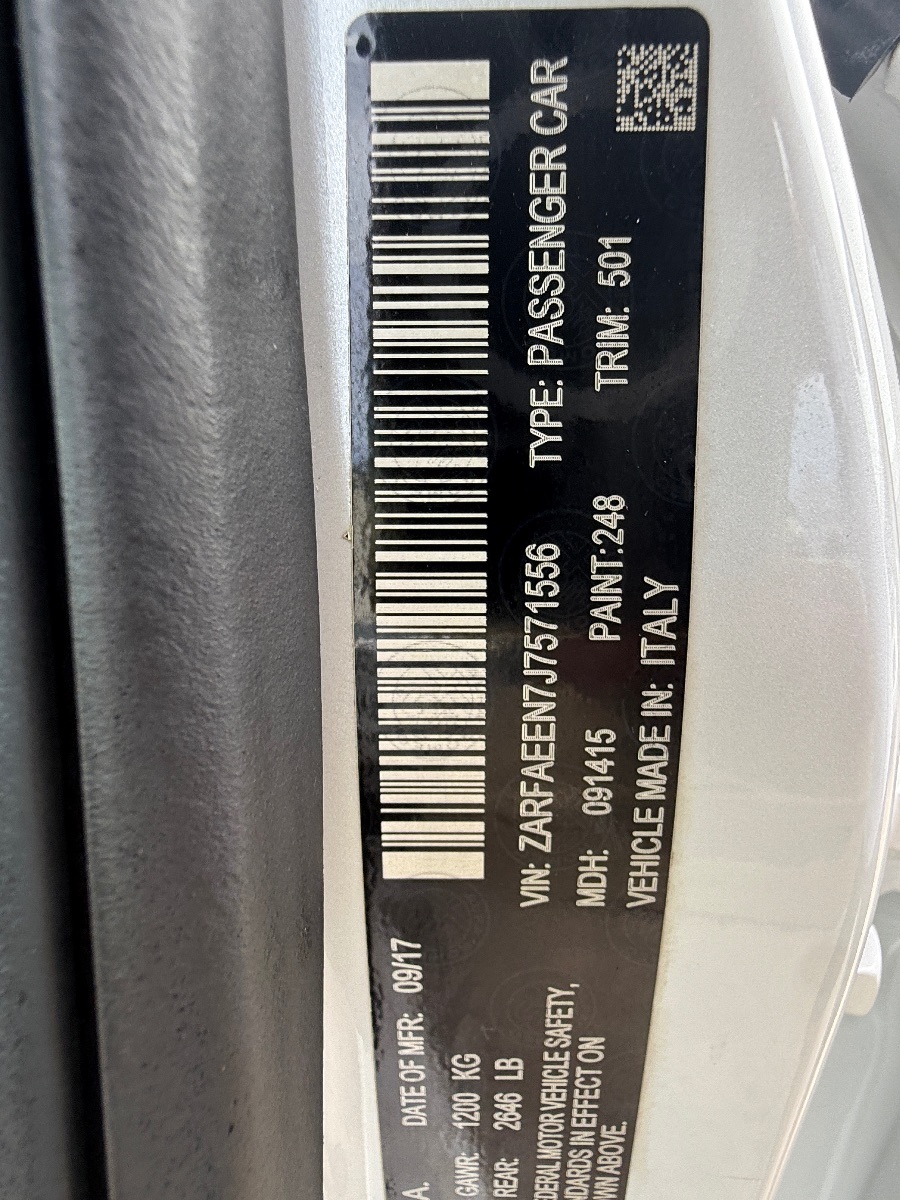 A. DATE OF MFR: 09/17
GAWR: 1200 KG
REAR: 2646 LB
DERAL MOTOR VEHICLE SAFETY,
NDARDS IN EFFECT ON
WN ABOVE.
VIN: ZARFAEEN7J7571556 TYPE: PASSENGER CAR
MDH: 091415 PAINT:248 TRIM: 501
VEHICLE MADE IN: ITALY